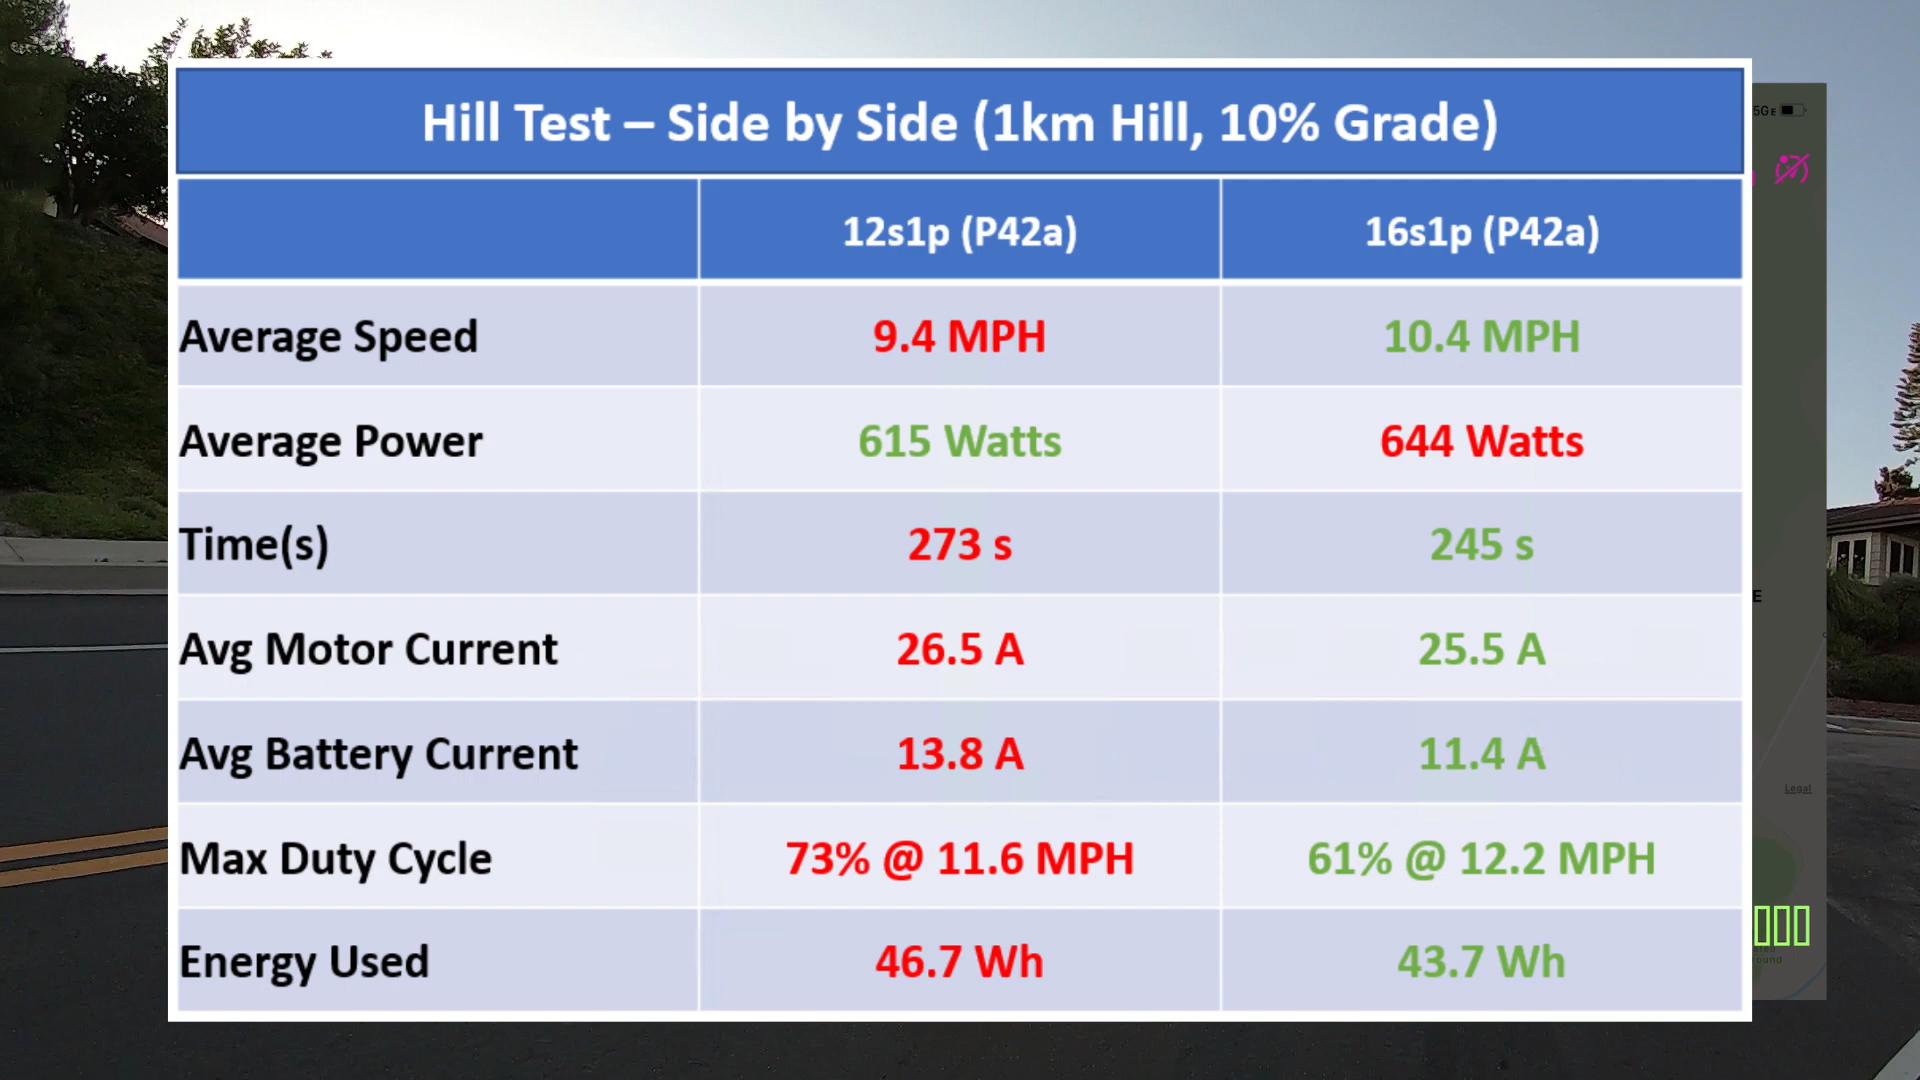 Hill Test – Side by Side (1km Hill, 10% Grade)
12s1p (P42a) 16s1p (P42a)
Average Speed 9.4 MPH 10.4 MPH
Average Power 615 Watts 644 Watts
Time(s) 273 s 245 s
Avg Motor Current 26.5 A 25.5 A
Avg Battery Current 13.8 A 11.4 A
Max Duty Cycle 73% @ 11.6 MPH 61% @ 12.2 MPH
Energy Used 46.7 Wh 43.7 Wh
5GE
E
Legal
ound